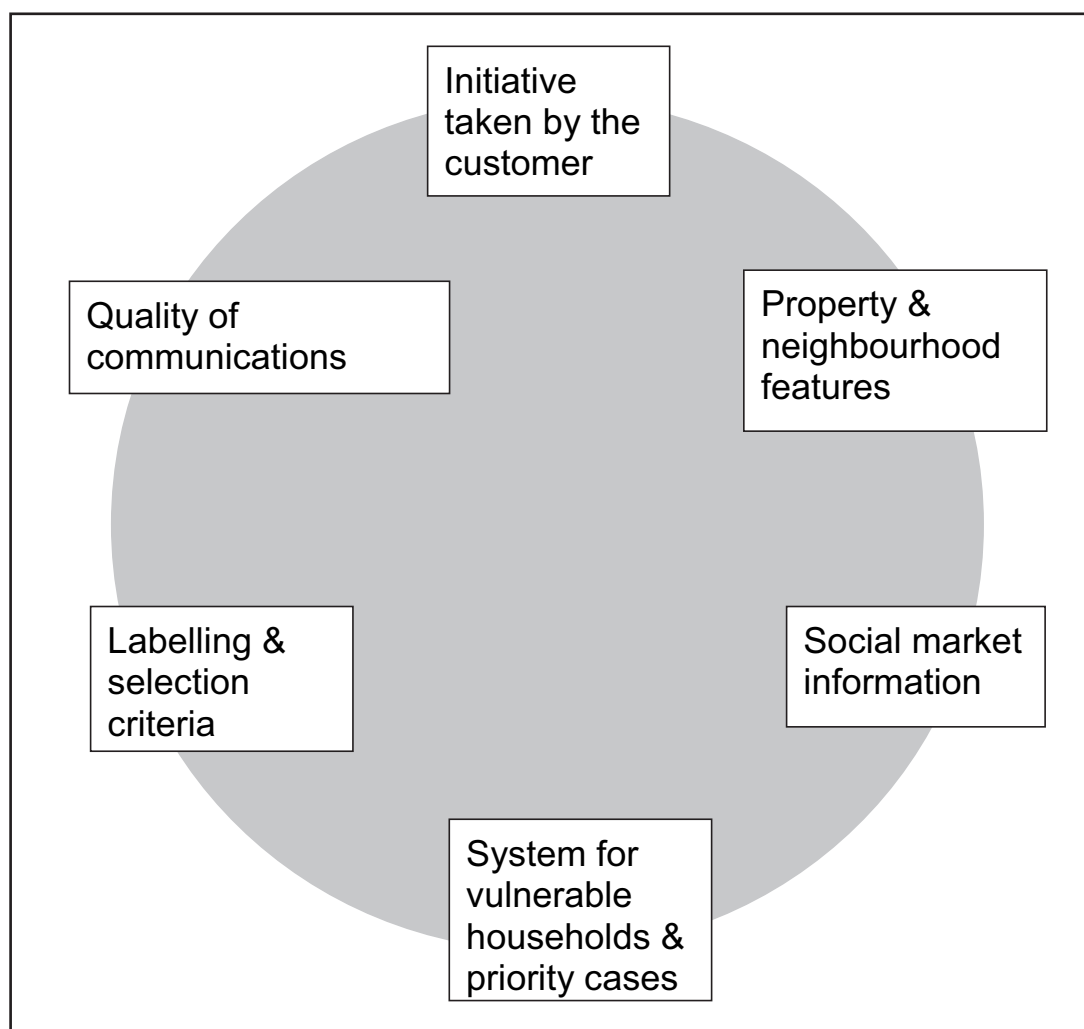 Initiative
taken by the
customer
Quality of
communications
Property &
neighbourhood
features
Labelling &
selection
criteria
Social market
information
System for
vulnerable
households &
priority cases